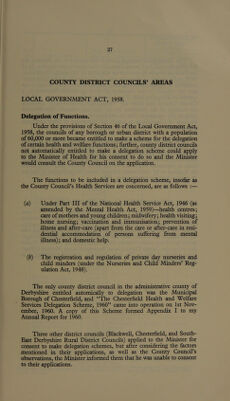 27
COUNTY DISTRICT COUNCILS' AREAS
LOCAL GOVERNMENT ACT, 1958.
Delegation of Functions.
Under the provisions of Section 46 of the Local Government Act,
1958, the councils of any borough or urban district with a population
of 60,000 or more became entitled to make a scheme for the delegation
of certain health and welfare functions; further, county district councils
not automatically entitled to make a delegation scheme could apply
to the Minister of Health for his consent to do so and the Minister
would consult the County Council on the application.
The functions to be included in a delegation scheme, insofar as
the County Council's Health Services are concerned, are as follows :—
(a) Under Part III of the National Health Service Act, 1946 (as
amended by the Mental Health Act, 1959)—health centres;
care of mothers and young children; midwifery; health visiting;
home nursing; vaccination and immunisation; prevention of
illness and after-care (apart from the care or after-care in resi-
dential accommodation of persons suffering from mental
illness); and domestic help.
(b) The registration and regulation of private day nurseries and
child minders (under the Nurseries and Child Minders' Reg-
ulation Act, 1948).
The only county district council in the administrative county of
Derbyshire entitled automatically to delegation was the Municipal
Borough of Chesterfield, and "The Chesterfield Health and Welfare
Services Delegation Scheme, 1960" came into operation on 1st Nov-
ember, 1960. A copy of this Scheme formed Appendix I to my
Annual Report for 1960.
Three other district councils (Blackwell, Chesterfield, and South-
East Derbyshire Rural District Councils) applied to the Minister for
consent to make delegation schemes, but after considering the factors
mentioned in their applications, as well as the County Council's
observations, the Minister informed them that he was unable to consent
to their applications.